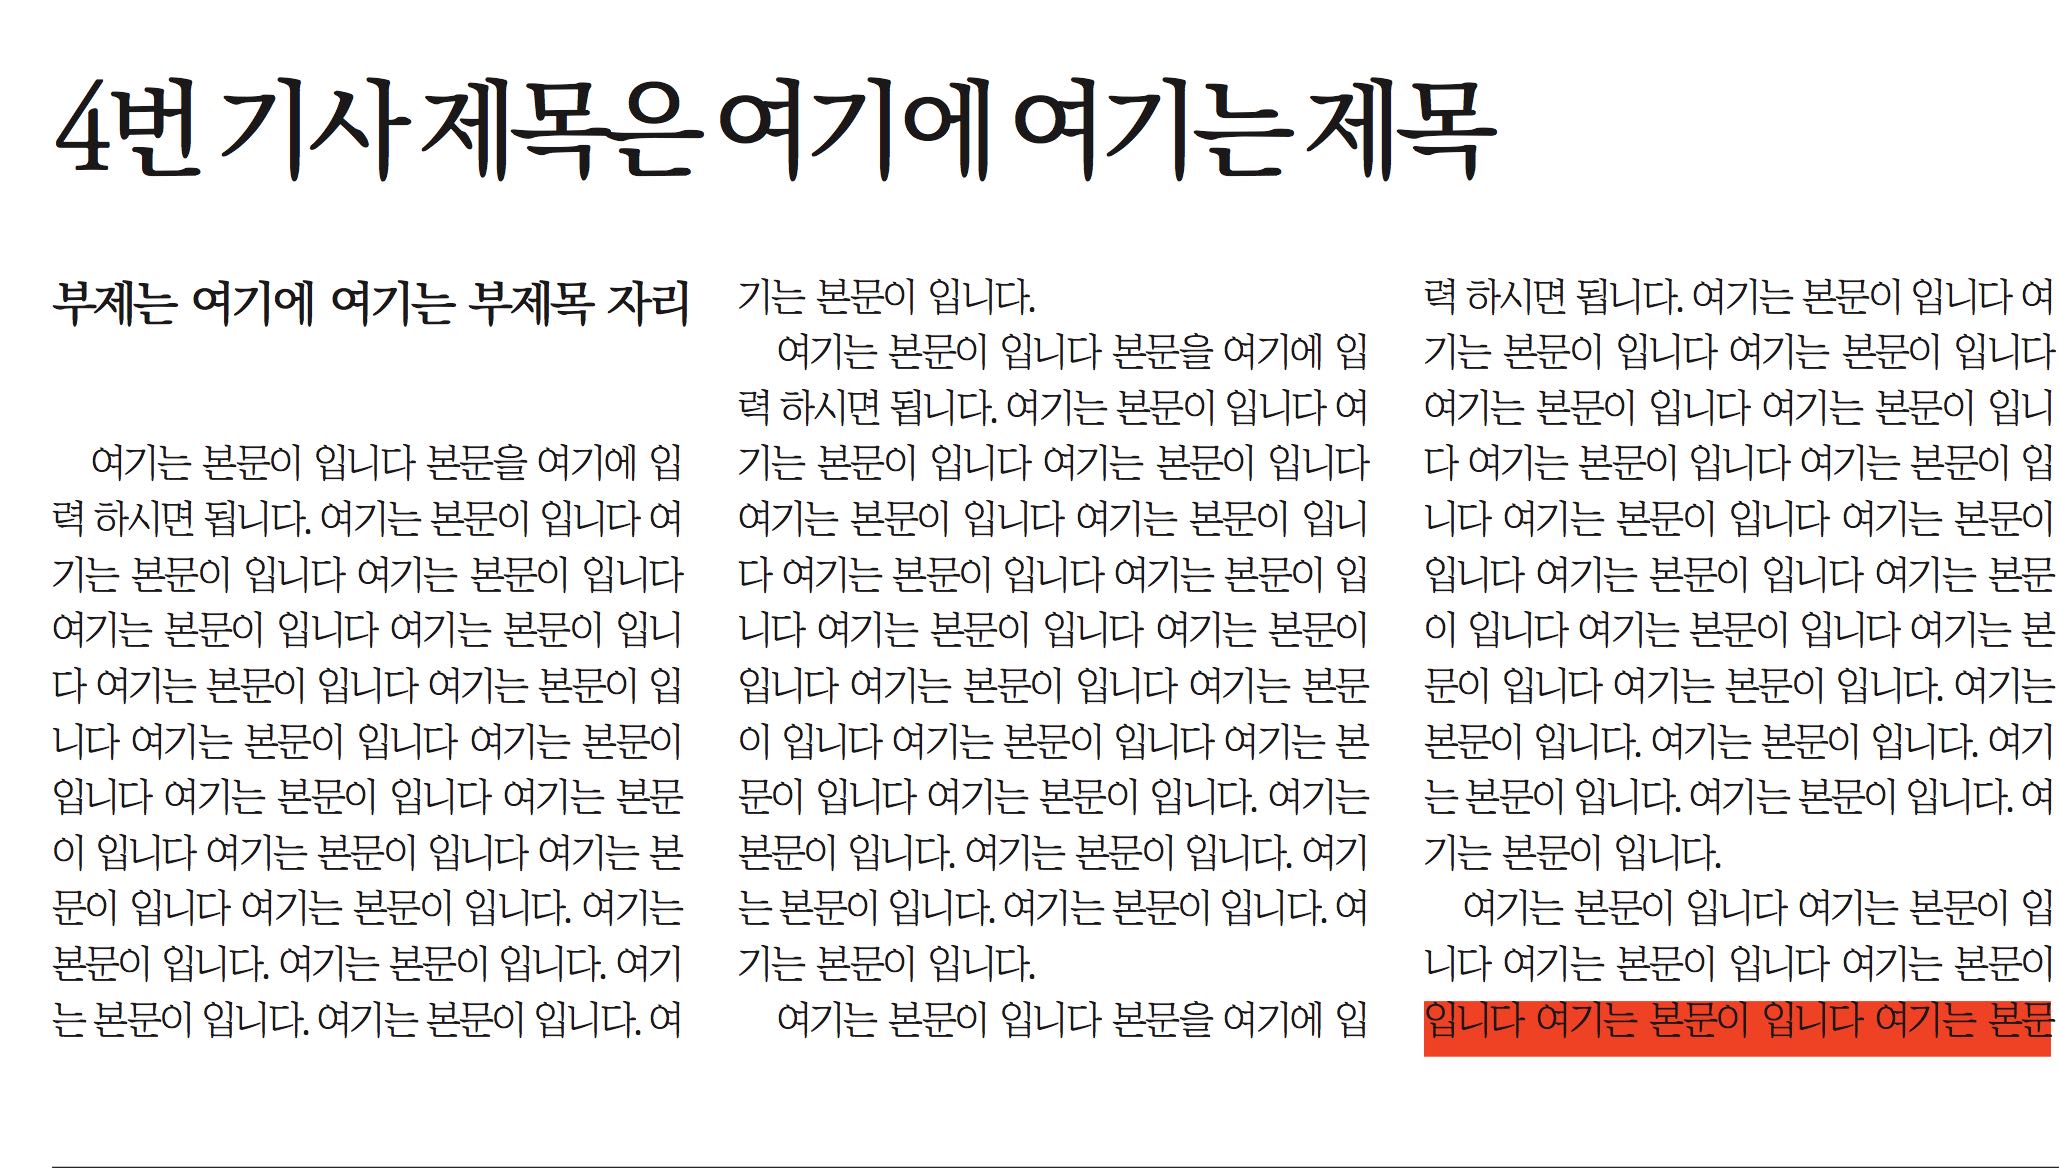 4번 기사 제목은 여기에 여기는 제목
부제는 여기에 여기는 부제목 자리
여기는 본문이 입니다 본문을 여기에 입
력 하시면 됩니다. 여기는 본문이 입니다 여
기는 본문이 입니다 여기는 본문이 입니다
여기는 본문이 입니다 여기는 본문이 입니
다 여기는 본문이 입니다 여기는 본문이 입
니다 여기는 본문이 입니다 여기는 본문이
입니다 여기는 본문이 입니다 여기는 본문
이 입니다 여기는 본문이 입니다 여기는 본
문이 입니다 여기는 본문이 입니다. 여기는
본문이 입니다. 여기는 본문이 입니다. 여기
는 본문이 입니다. 여기는 본문이 입니다. 여
기는 본문이 입니다.
여기는 본문이 입니다 본문을 여기에 입
력 하시면 됩니다. 여기는 본문이 입니다 여
기는 본문이 입니다 여기는 본문이 입니다
여기는 본문이 입니다 여기는 본문이 입니
다 여기는 본문이 입니다 여기는 본문이 입
니다 여기는 본문이 입니다 여기는 본문이
입니다 여기는 본문이 입니다 여기는 본문
이 입니다 여기는 본문이 입니다 여기는 본
문이 입니다 여기는 본문이 입니다. 여기는
본문이 입니다. 여기는 본문이 입니다. 여기
는 본문이 입니다. 여기는 본문이 입니다. 여
기는 본문이 입니다.
여기는 본문이 입니다 본문을 여기에 입
력 하시면 됩니다. 여기는 본문이 입니다 여
기는 본문이 입니다 여기는 본문이 입니다
여기는 본문이 입니다 여기는 본문이 입니
다 여기는 본문이 입니다 여기는 본문이 입
니다 여기는 본문이 입니다 여기는 본문이
입니다 여기는 본문이 입니다 여기는 본문
이 입니다 여기는 본문이 입니다 여기는 본
문이 입니다 여기는 본문이 입니다. 여기는
본문이 입니다. 여기는 본문이 입니다. 여기
는 본문이 입니다. 여기는 본문이 입니다. 여
기는 본문이 입니다.
여기는 본문이 입니다 여기는 본문이 입
니다 여기는 본문이 입니다 여기는 본문이
입니다 여기는 본문이 입니다 여기는 본문